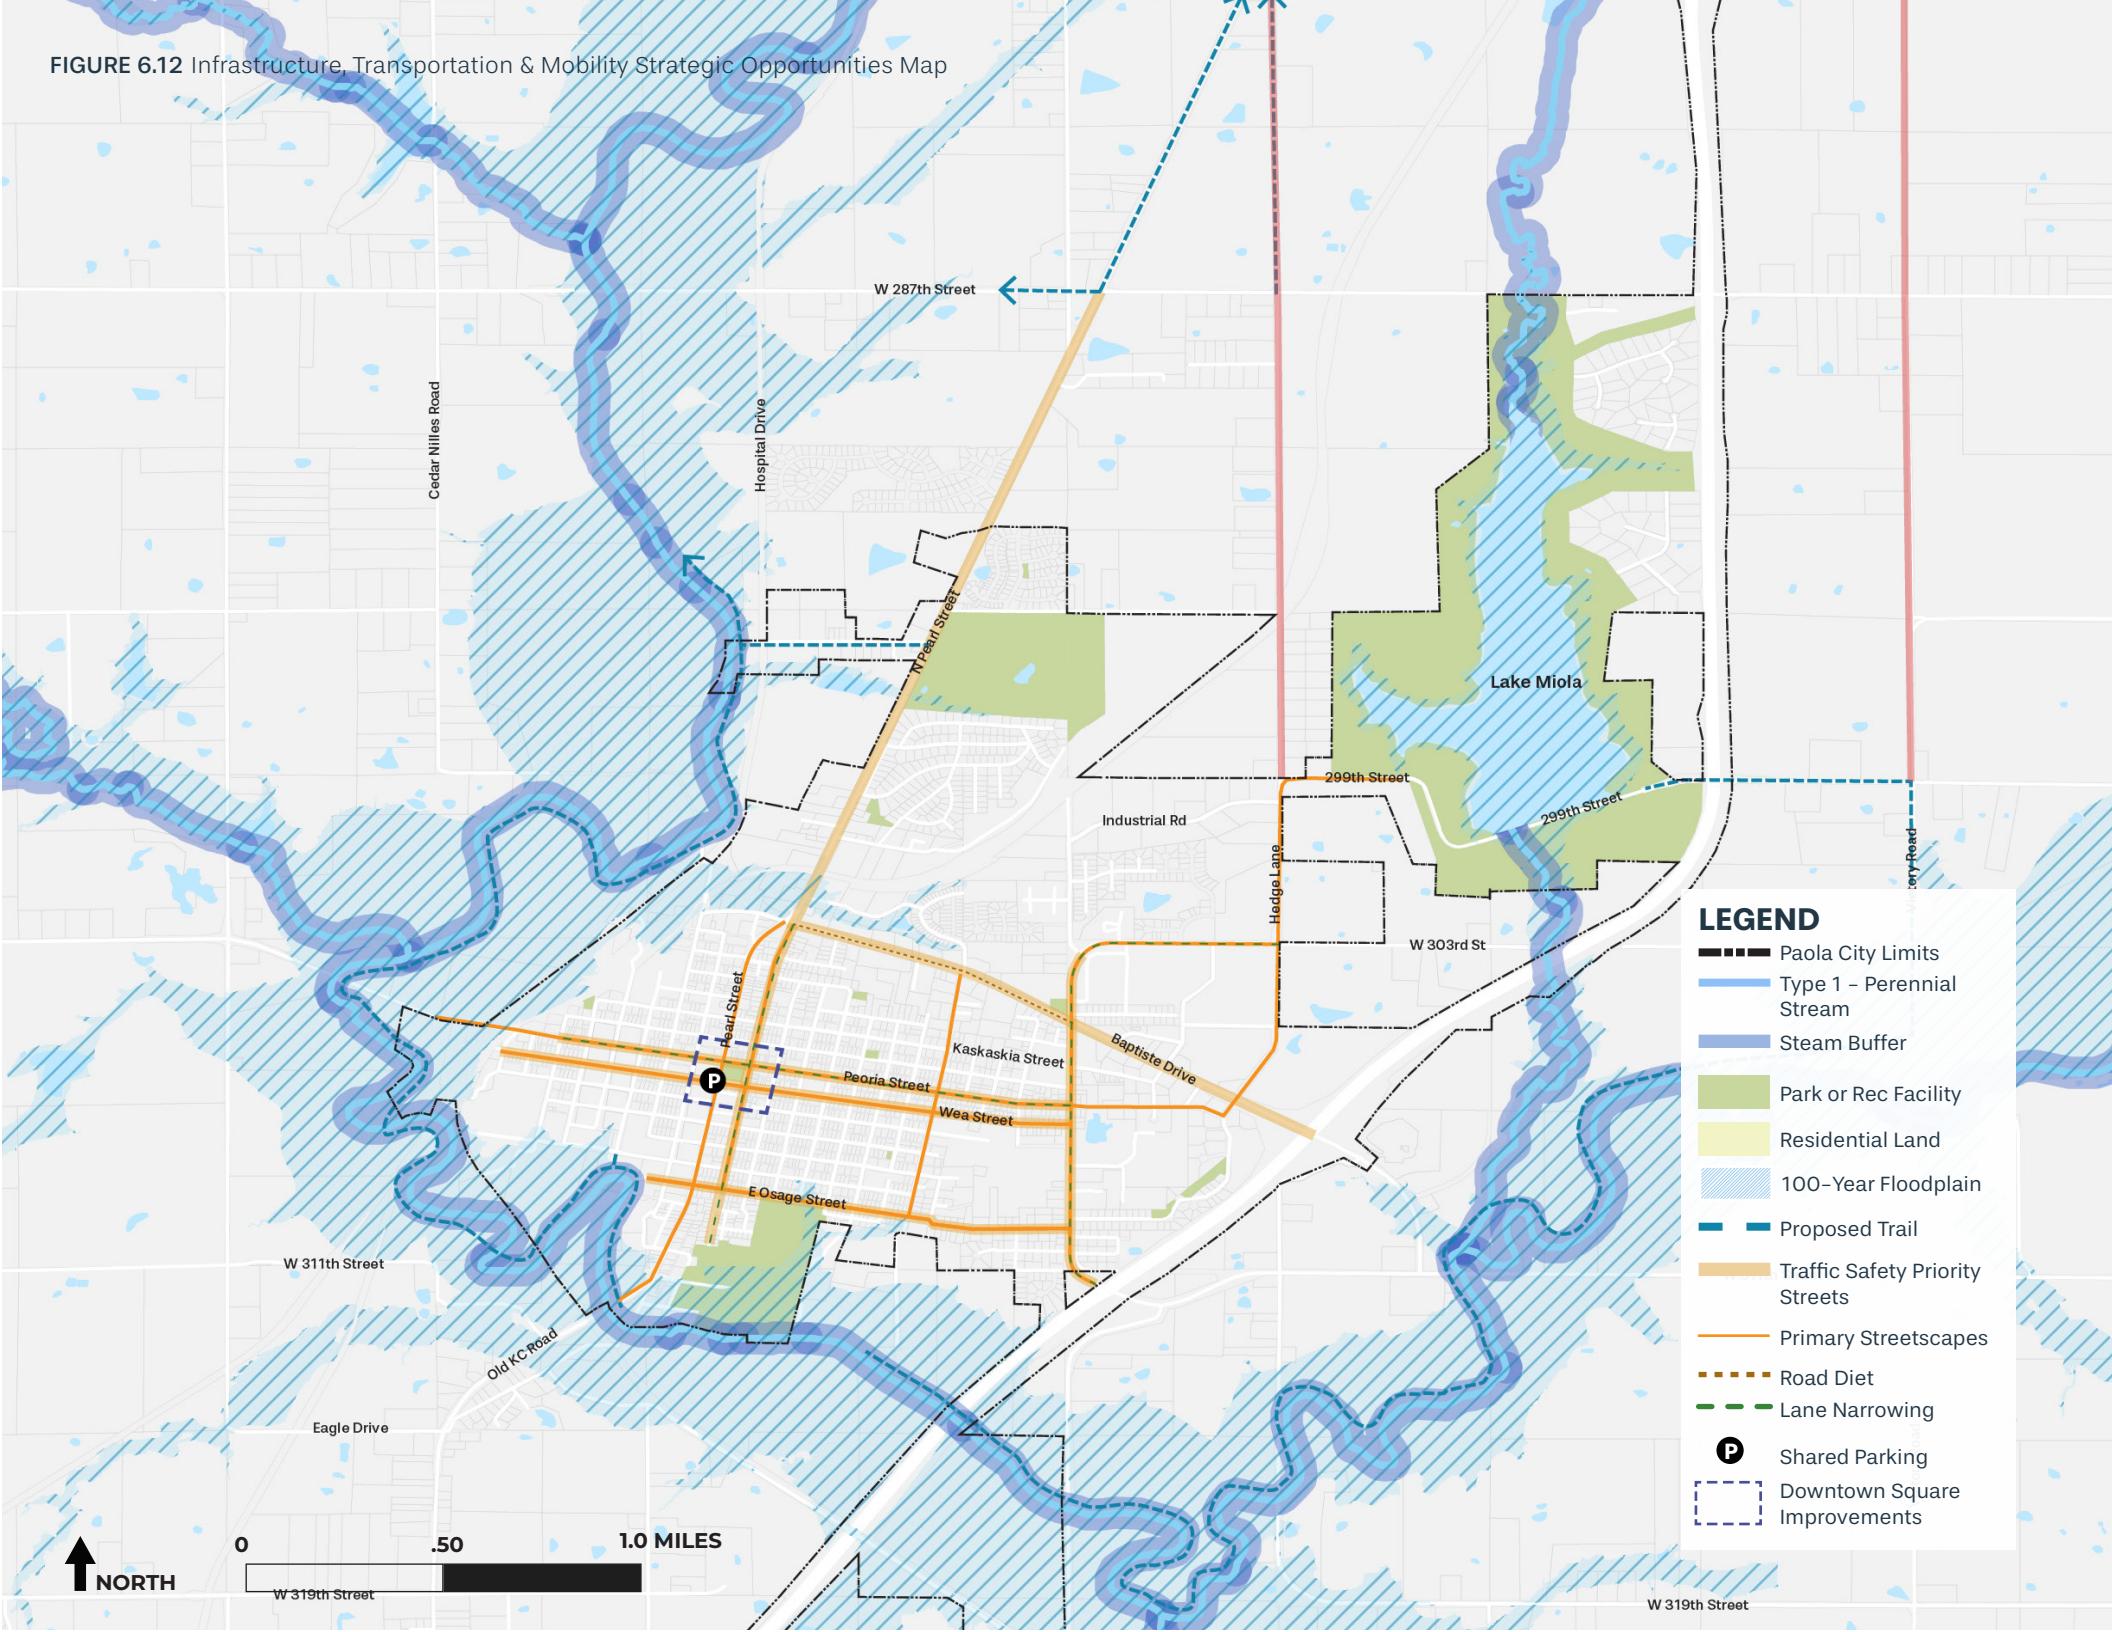 FIGURE 6.12 Infrastructure, Transportation & Mobility Strategic Opportunities Map
W 287th Street
Cedar Nilles Road
Hospital Drive
N Pearl Street
Lake Miola
299th Street
299th Street
Industrial Rd
Hedge Lane
ory Road
W 303rd St
Pearl Street
Kaskaskia Street
Baptiste Drive
Peoria Street
P
Wea Street
E Osage Street
W 311th Street
Old KC Road
Eagle Drive
0 .50 1.0 MILES
NORTH
W 319th Street
W 319th Street
LEGEND
Paola City Limits
Type 1 – Perennial
Stream
Steam Buffer
Park or Rec Facility
Residential Land
100-Year Floodplain
Proposed Trail
Traffic Safety Priority
Streets
Primary Streetscapes
Road Diet
Lane Narrowing
P
Shared Parking
Downtown Square
Improvements